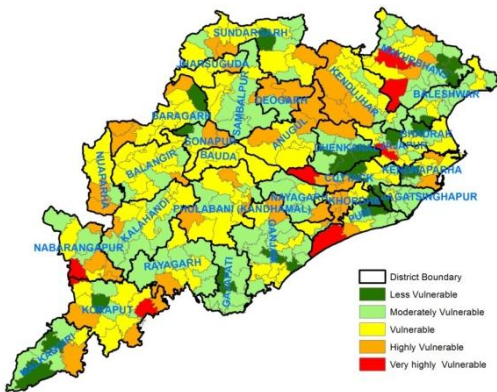 SUNDARGARH
JHARSUGUDA
MAYURBHANJ
KENDUJHAR
BALESHWAR
DEOGARH
SAMBALPUR
BARAGARH
BHADRAK
ANUGUL
SONAPUR
DHENKANAL
JAJAPUR
BAUDA
BALANGIR
NUAPARHA
KENDRAPARHA
CUTTACK
NAYAGARH
JAGATSINGHAPUR
KHORDHA
PURI
PHULABANI (KANDHAMAL)
KALAHANDI
GANJAM
NABARANGAPUR
RAYAGARH
GAJAPATI
KORAPUT
MALKANGIRI
District Boundary
Less Vulnerable
Moderately Vulnerable
Vulnerable
Highly Vulnerable
Very highly Vulnerable